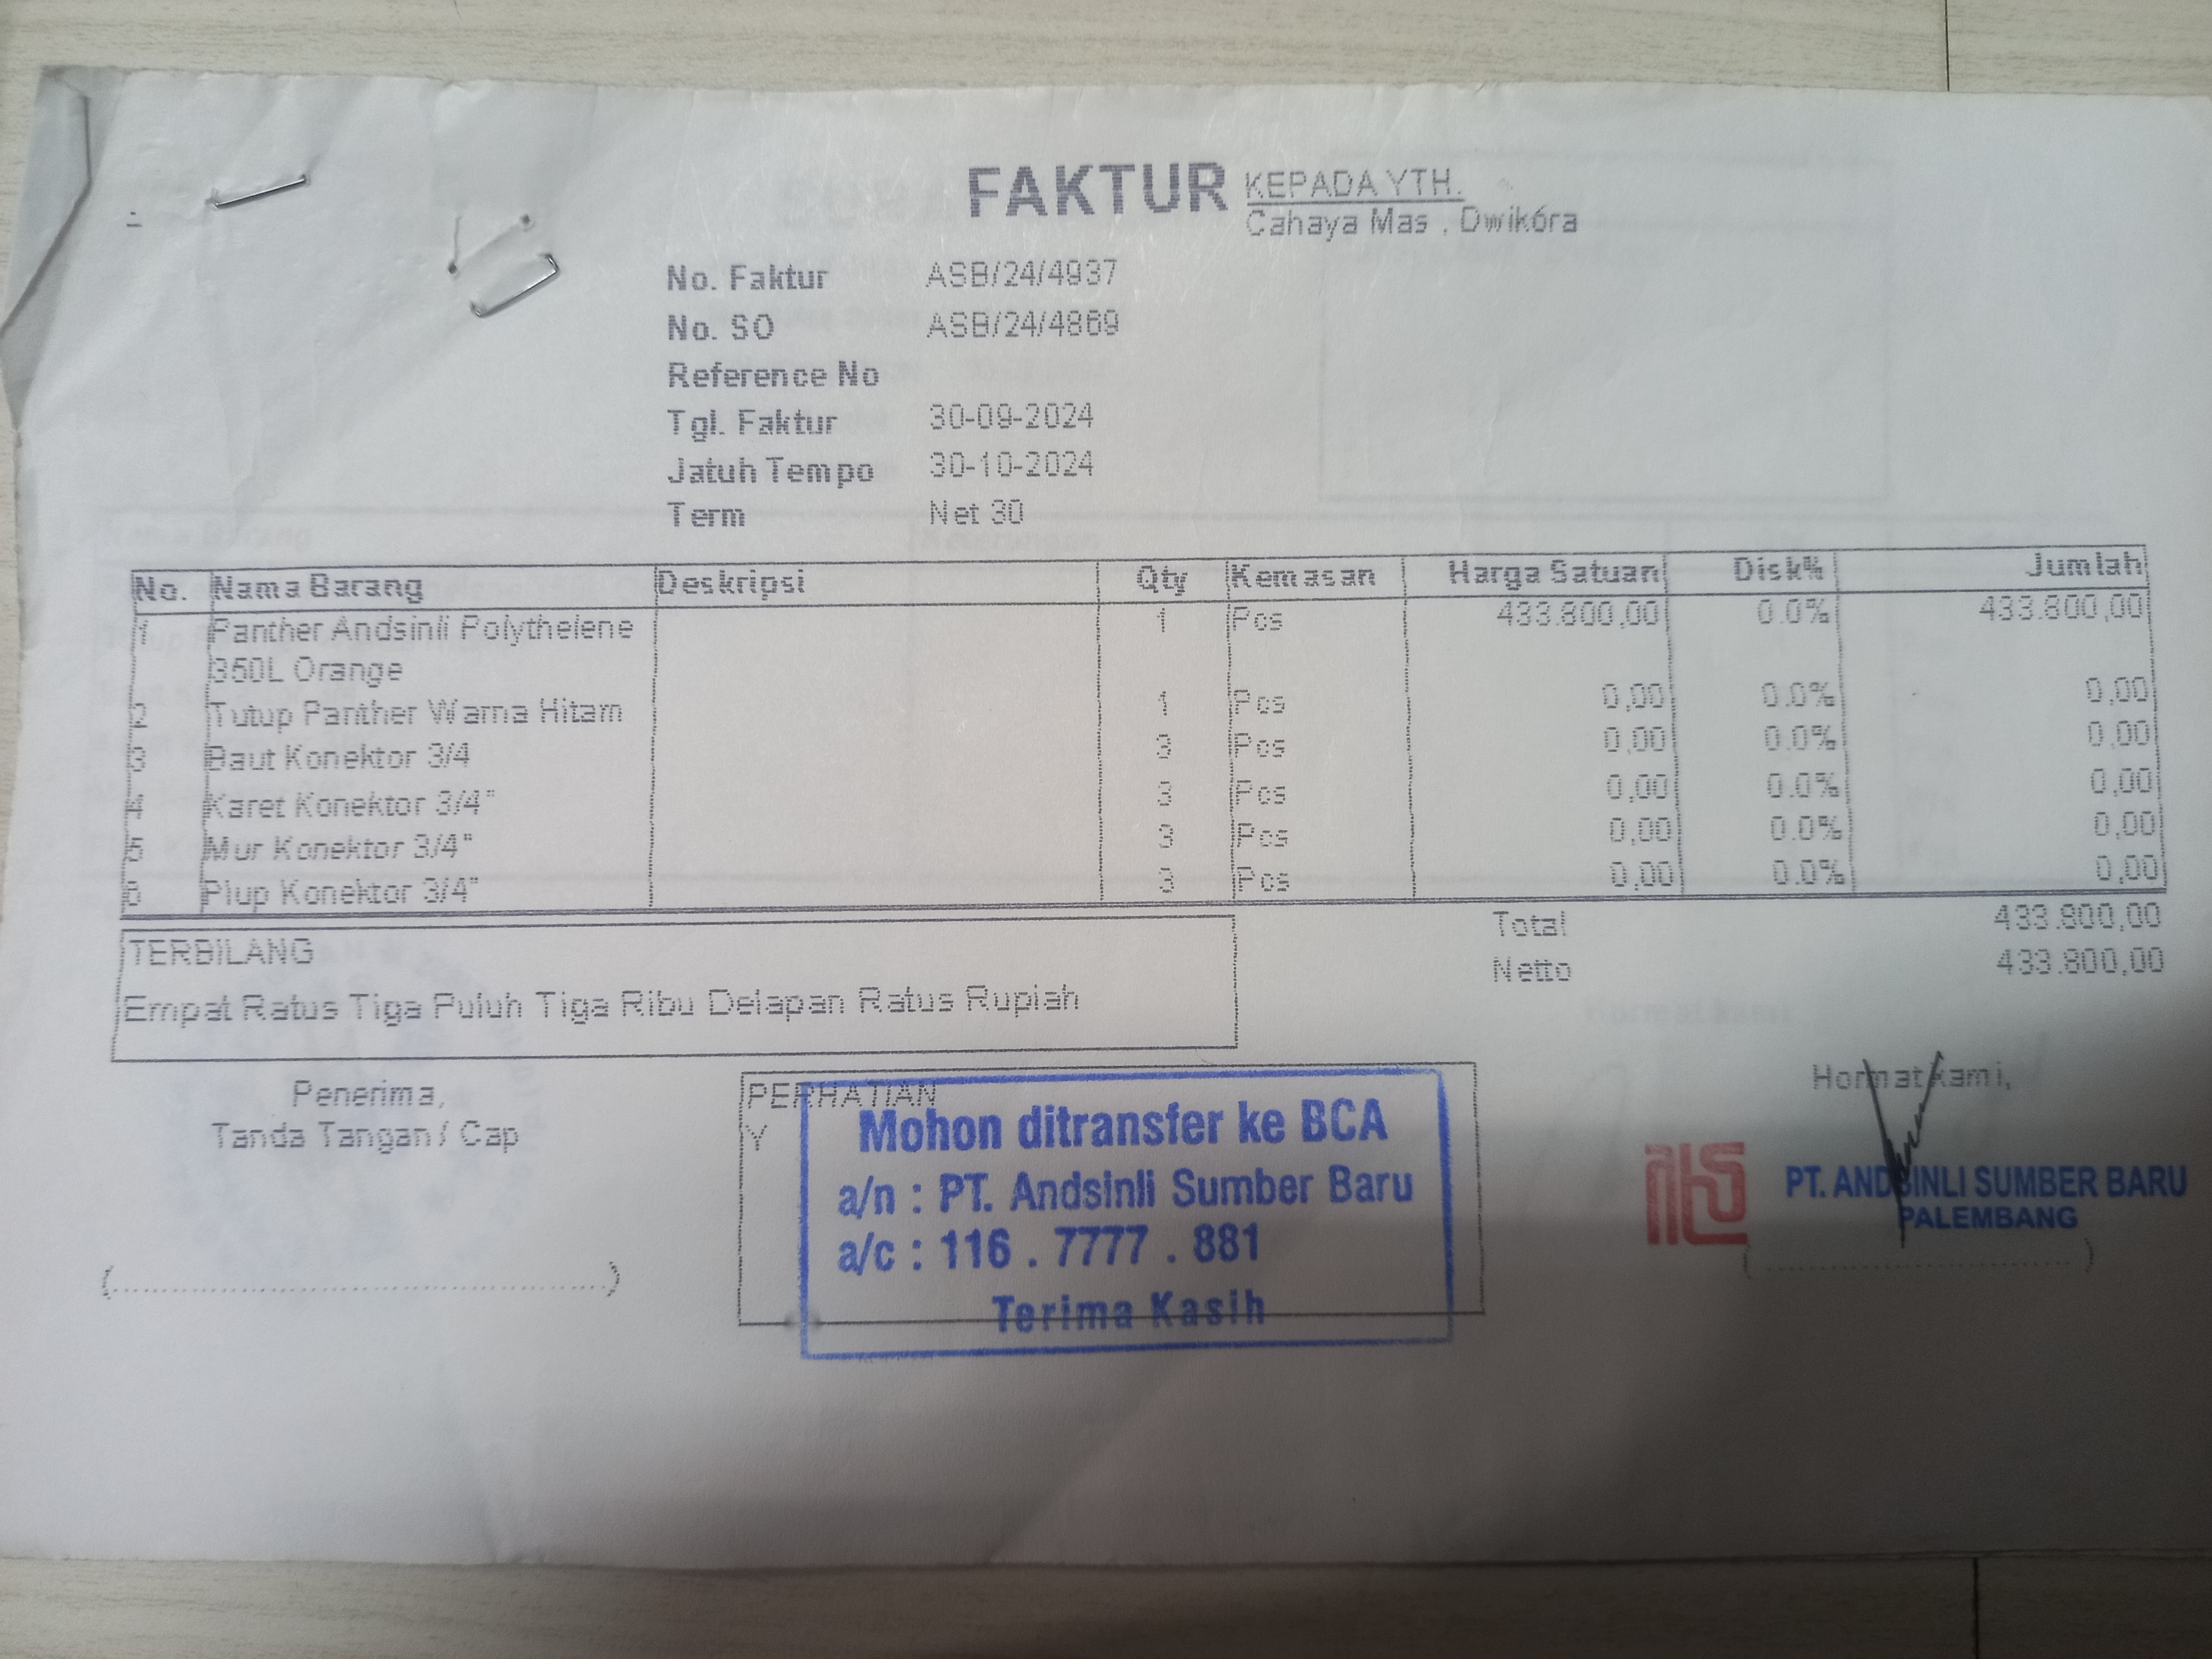 FAKTUR
KEPADA YTH.
Cahaya Mas , Dwikora
No. Faktur ASB/24/4937
No. SO ASB/24/4869
Reference No
Tgl. Faktur 30-09-2024
Jatuh Tempo 30-10-2024
Term Net 30
No. Nama Barang Deskripsi Qty Kemasan Harga Satuan Disk% Jumlah
1 Panther Andsinli Polythelene 1 Pcs 433.800,00 0.0% 433.800,00
350L Orange
2 Tutup Panther Warna Hitam 1 Pcs 0,00 0.0% 0,00
3 Baut Konektor 3/4 3 Pcs 0,00 0.0% 0,00
4 Karet Konektor 3/4" 3 Pcs 0,00 0.0% 0,00
5 Mur Konektor 3/4" 3 Pcs 0,00 0.0% 0,00
6 Plup Konektor 3/4" 3 Pcs 0,00 0.0% 0,00
Total 433.800,00
Netto 433.800,00
TERBILANG
Empat Ratus Tiga Puluh Tiga Ribu Delapan Ratus Rupiah
Penerima,
Tanda Tangan / Cap
(..............................................)
PERHATIAN
Y
Mohon ditransfer ke BCA
a/n : PT. Andsinli Sumber Baru
a/c : 116 . 7777 . 881
Terima Kasih
Hormat kami,
PT. ANDSINLI SUMBER BARU
PALEMBANG
(..............................)